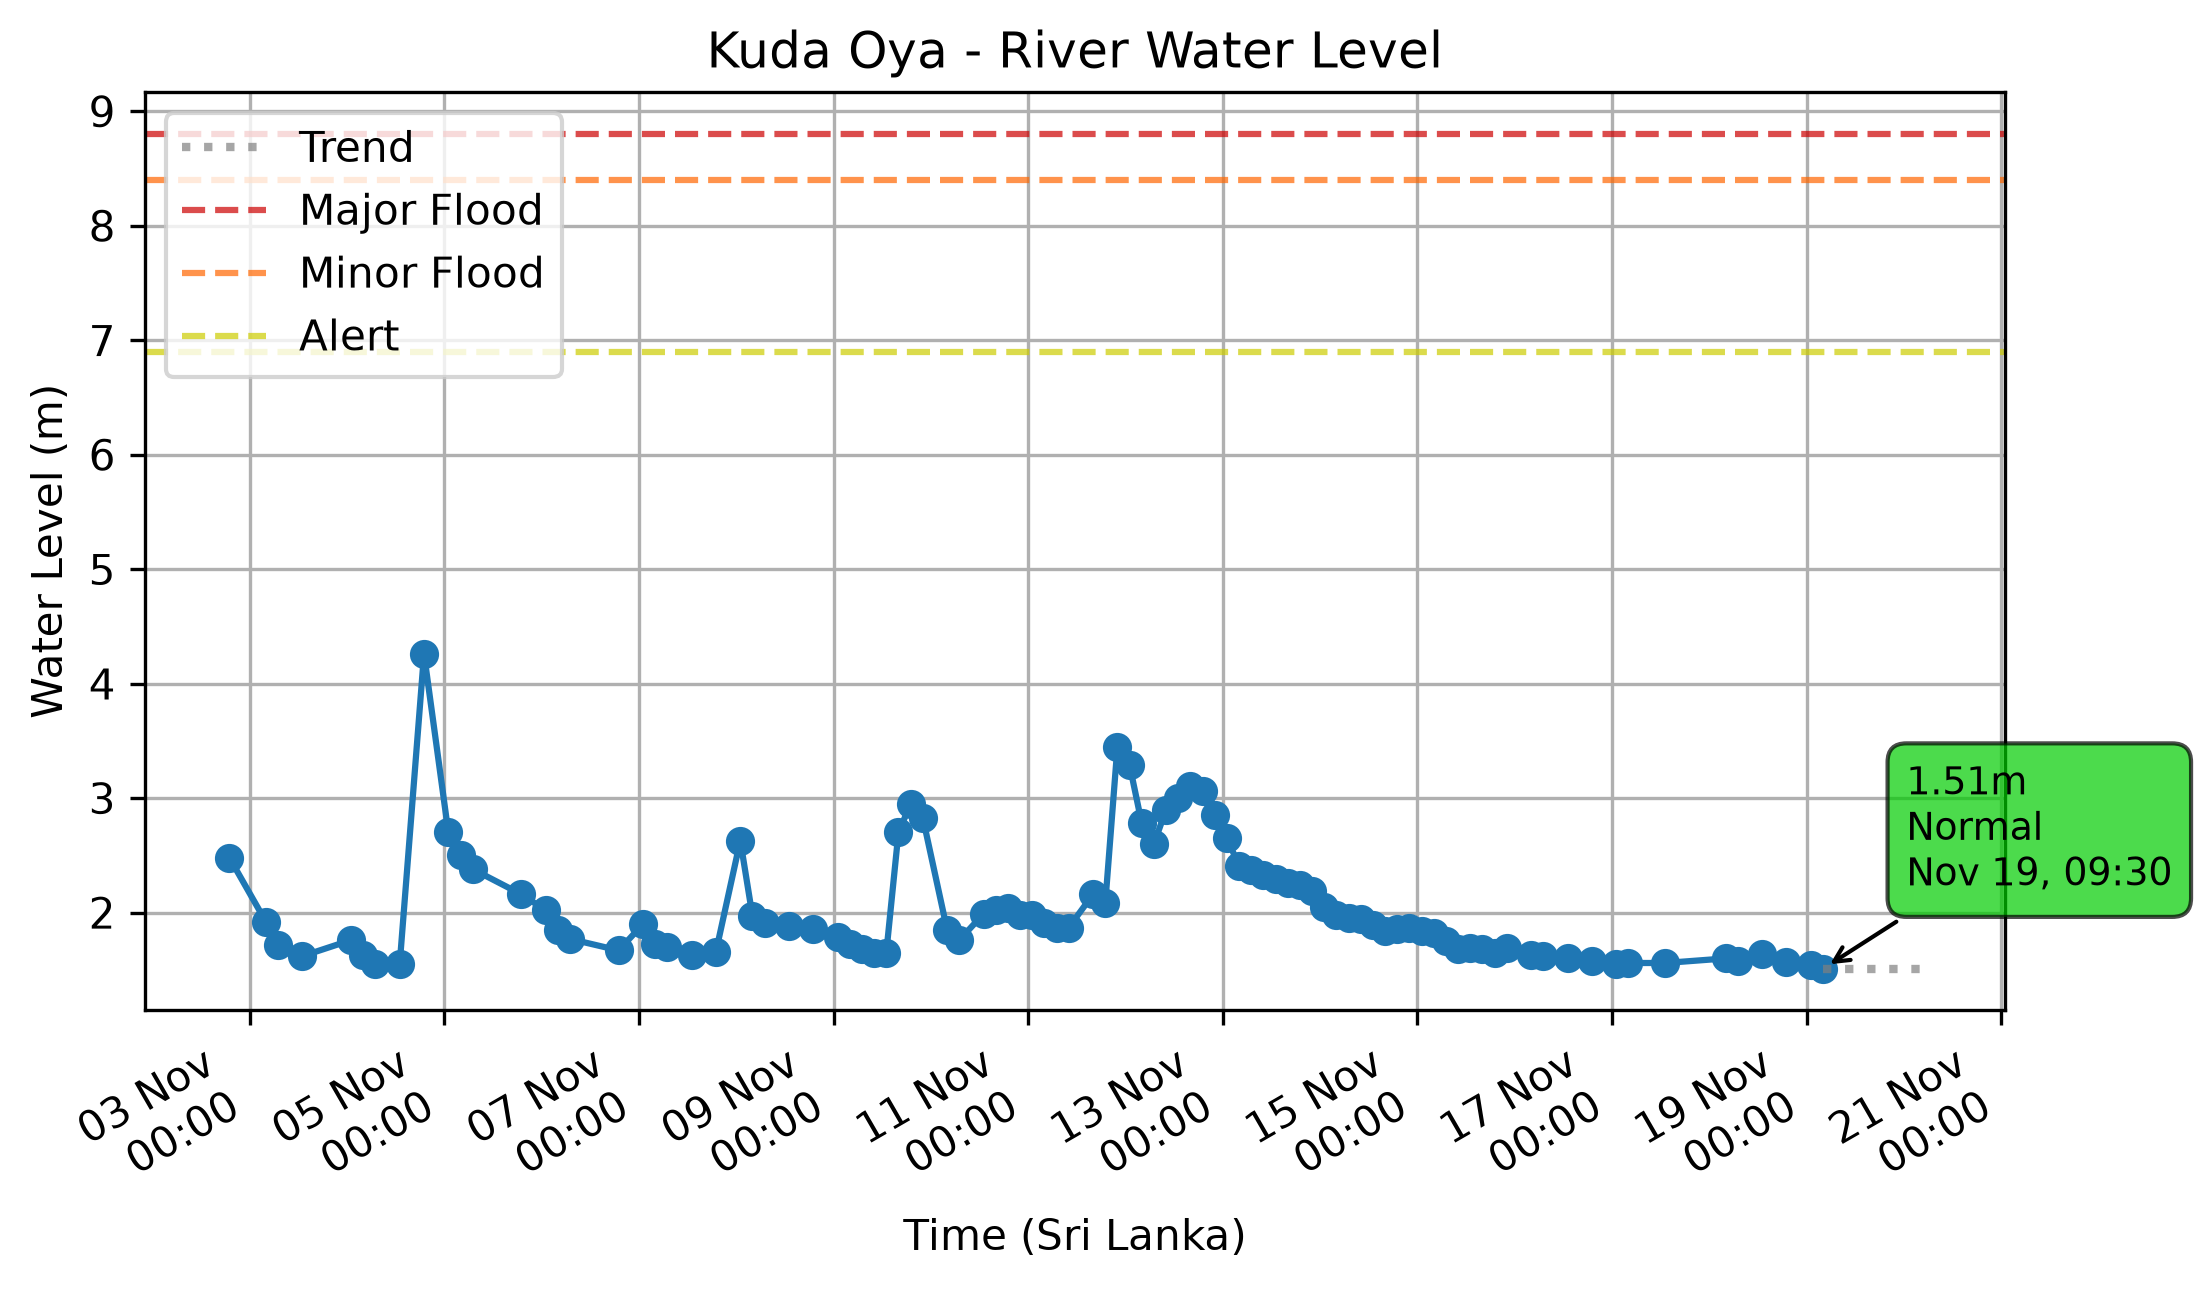 Kuda Oya - River Water Level
9
8
7
6
5
4
3
2
Water Level (m)
Trend
Major Flood
Minor Flood
Alert
1.51m
Normal
Nov 19, 09:30
03 Nov
00:00
05 Nov
00:00
07 Nov
00:00
09 Nov
00:00
11 Nov
00:00
13 Nov
00:00
15 Nov
00:00
17 Nov
00:00
19 Nov
00:00
21 Nov
00:00
Time (Sri Lanka)